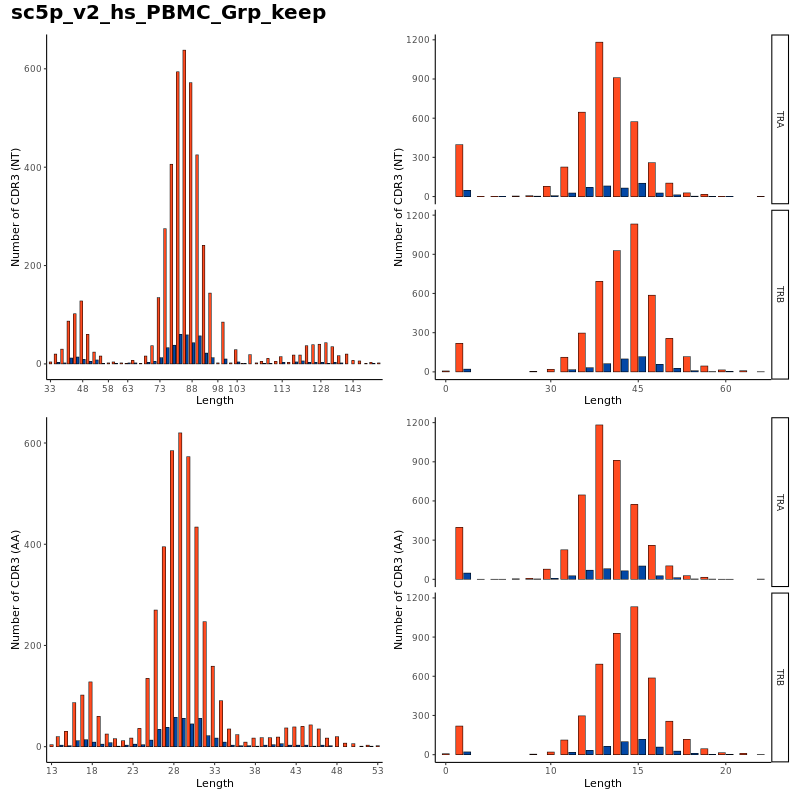 sc5p_v2_hs_PBMC_Grp_keep
Number of CDR3 (NT)
600
400
200
0
33 48 58 63 73 88 98 103 113 128 143
Length
Number of CDR3 (NT)
1200
900
600
300
0
TRA
1200
900
600
300
0
TRB
0 30 45 60
Length
Number of CDR3 (AA)
600
400
200
0
13 18 23 28 33 38 43 48 53
Length
Number of CDR3 (AA)
1200
900
600
300
0
TRA
1200
900
600
300
0
TRB
0 10 15 20
Length